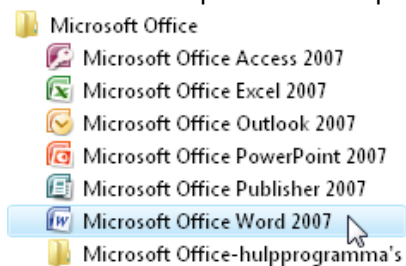 Microsoft Office
Microsoft Office Access 2007
Microsoft Office Excel 2007
Microsoft Office Outlook 2007
Microsoft Office PowerPoint 2007
Microsoft Office Publisher 2007
Microsoft Office Word 2007
Microsoft Office-hulpprogramma's